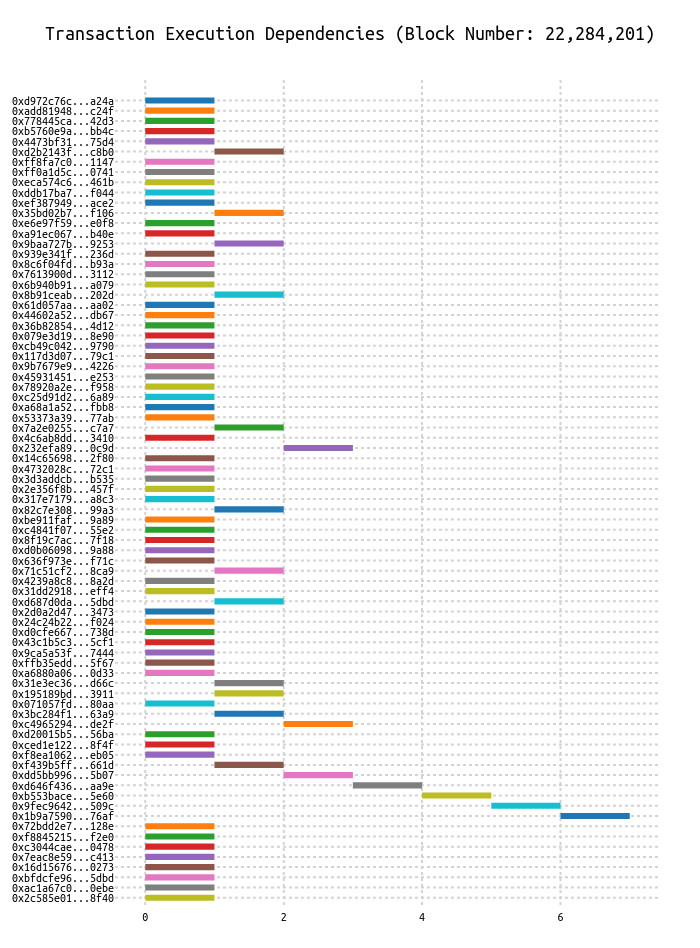 Transaction Execution Dependencies (Block Number: 22,284,201)
0xd972c76c...a24a
0xadd81948...c24f
0x778445ca...42d3
0xb5760e9a...bb4c
0x4473bf31...75d4
0xd2b2143f...c8b0
0xff8fa7c0...1147
0xff0a1d5c...0741
0xeca574c6...461b
0xddb17ba7...f044
0xef387949...ace2
0x35bd02b7...f106
0xe6e97f59...e0f8
0xa91ec067...b40e
0x9baa727b...9253
0x939e341f...236d
0x8c6f04fd...b93a
0x7613900d...3112
0x6b940b91...a079
0x8b91ceab...202d
0x61d057aa...aa02
0x44602a52...db67
0x36b82854...4d12
0x079e3d19...8e90
0xcb49c042...9790
0x117d3d07...79c1
0x9b7679e9...4226
0x45931451...e253
0x78920a2e...f958
0xc25d91d2...6a89
0xa68a1a52...fbb8
0x53373a39...77ab
0x7a2e0255...c7a7
0x4c6ab8dd...3410
0x232efa89...0c9d
0x14c65698...2f80
0x4732028c...72c1
0x3d3addcb...b535
0x2e356f8b...457f
0x317e7179...a8c3
0x82c7e308...99a3
0xbe911faf...9a89
0xc4841f07...55e2
0x8f19c7ac...7f18
0xd0b06098...9a88
0x636f973e...f71c
0x71c51cf2...8ca9
0x4239a8c8...8a2d
0x31dd2918...eff4
0xd687d0da...5dbd
0x2d0a2d47...3473
0x24c24b22...f024
0xd0cfe667...738d
0x43c1b5c3...5cf1
0x9ca5a53f...7444
0xffb35edd...5f67
0xa6880a06...0d33
0x31e3ec36...d66c
0x195189bd...3911
0x071057fd...80aa
0x3bc284f1...63a9
0xc4965294...de2f
0xd20015b5...56ba
0xced1e122...8f4f
0xf8ea1062...eb05
0xf439b5ff...661d
0xdd5bb996...5b07
0xd646f436...aa9e
0xb553bace...5e60
0x9fec9642...509c
0x1b9a7590...76af
0x72bdd2e7...128e
0xf8845215...f2e0
0xc3044cae...0478
0x7eac8e59...c413
0x16d15676...0273
0xbfdcfe96...5dbd
0xac1a67c0...0ebe
0x2c585e01...8f40
0 2 4 6